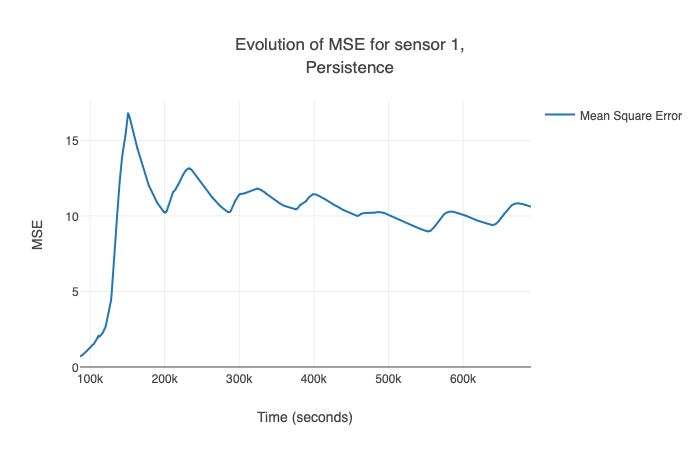 Evolution of MSE for sensor 1,
Persistence
Mean Square Error
15
10
5
0
MSE
100k 200k 300k 400k 500k 600k
Time (seconds)